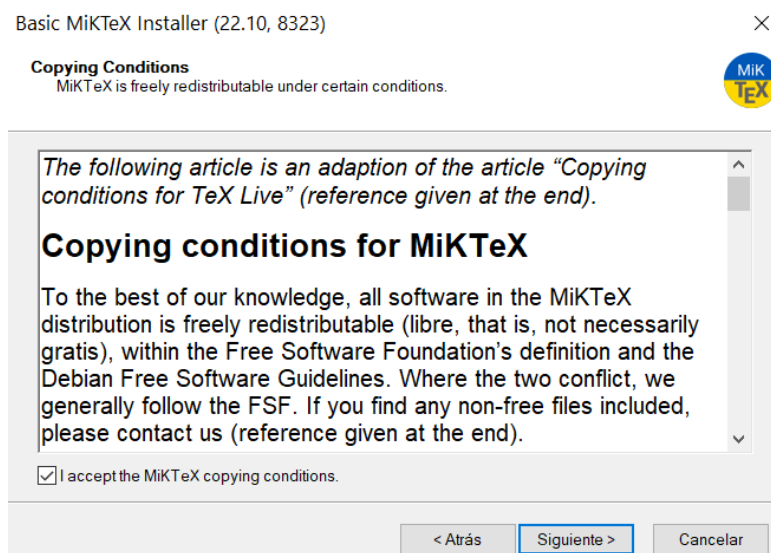 Basic MiKTeX Installer (22.10, 8323)
Copying Conditions
MiKTeX is freely redistributable under certain conditions.
MiK
TEX
The following article is an adaption of the article “Copying
conditions for TeX Live” (reference given at the end).
Copying conditions for MiKTeX
To the best of our knowledge, all software in the MiKTeX
distribution is freely redistributable (libre, that is, not necessarily
gratis), within the Free Software Foundation’s definition and the
Debian Free Software Guidelines. Where the two conflict, we
generally follow the FSF. If you find any non-free files included,
please contact us (reference given at the end).
I accept the MiKTeX copying conditions.
< Atrás
Siguiente >
Cancelar